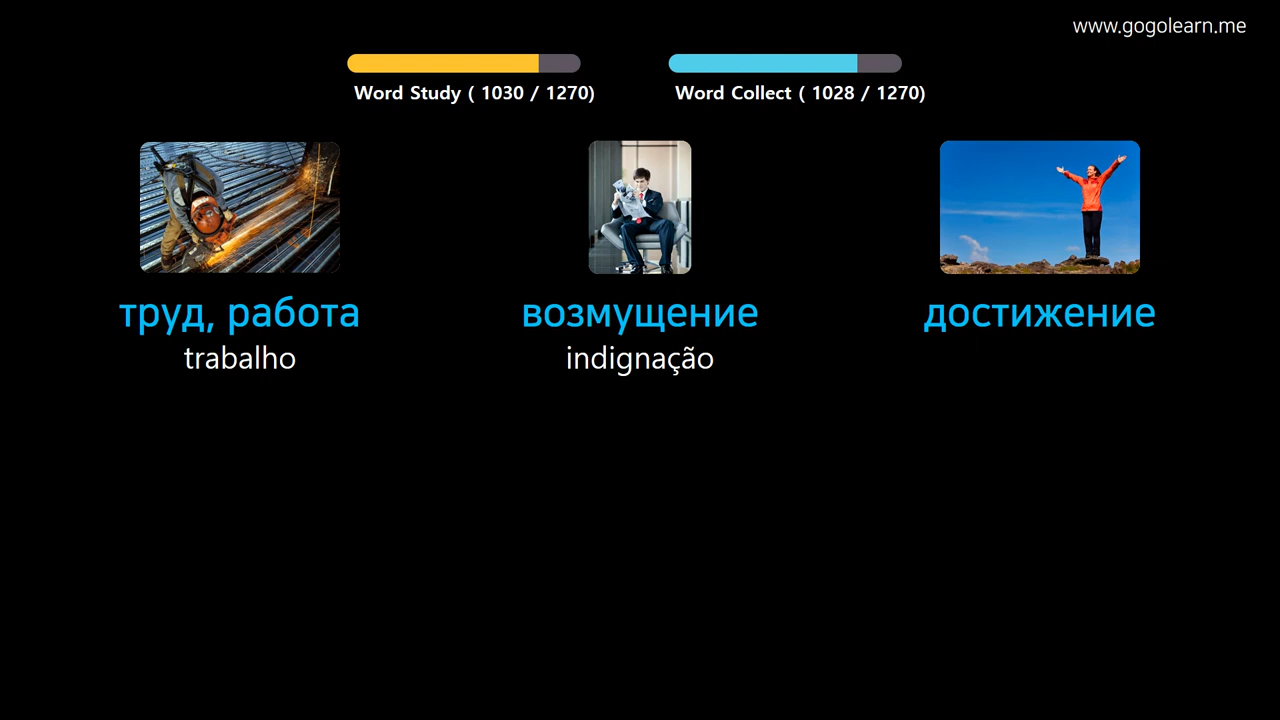 www.gogolearn.me
Word Study ( 1030 / 1270)
Word Collect ( 1028 / 1270)
труд, работа
trabalho
возмущение
indignação
достижение